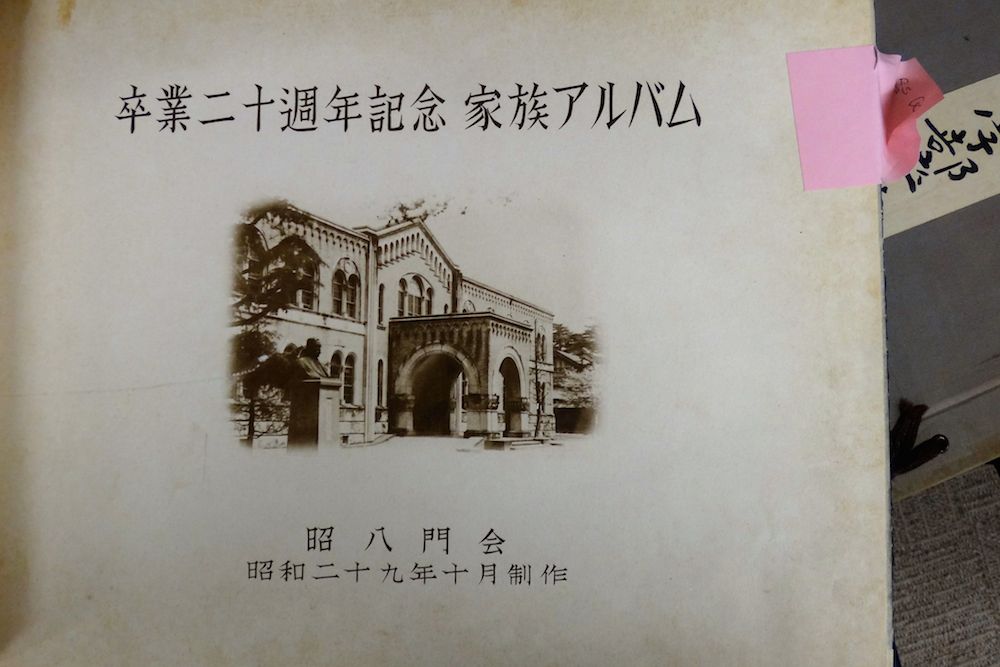 卒業二十週年記念 家族アルバム
昭八門会
昭和二十九年十月制作